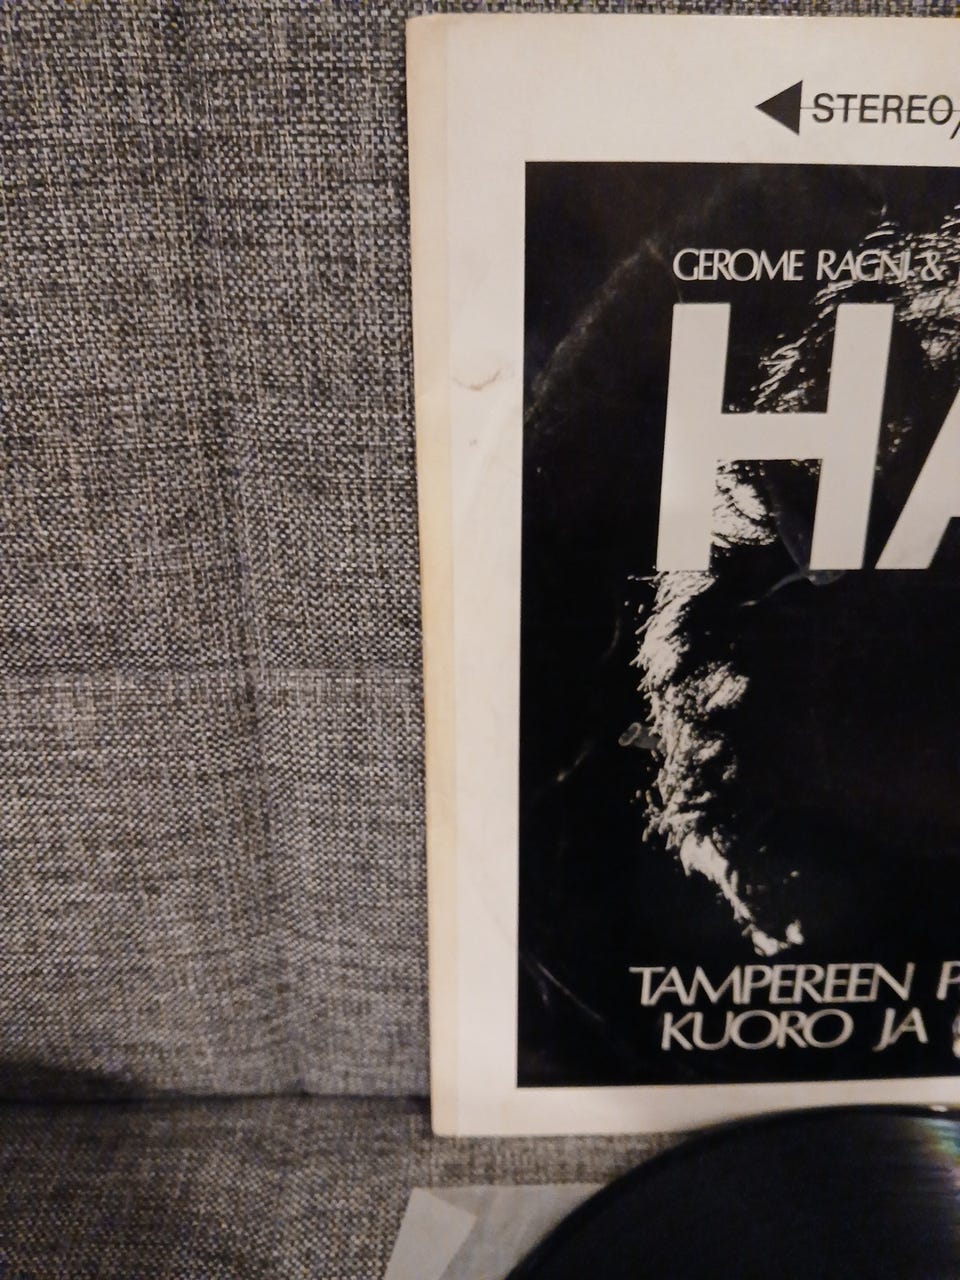 STEREO/
GEROME RAGNI &
HA
TAMPEREEN P
KUORO JA